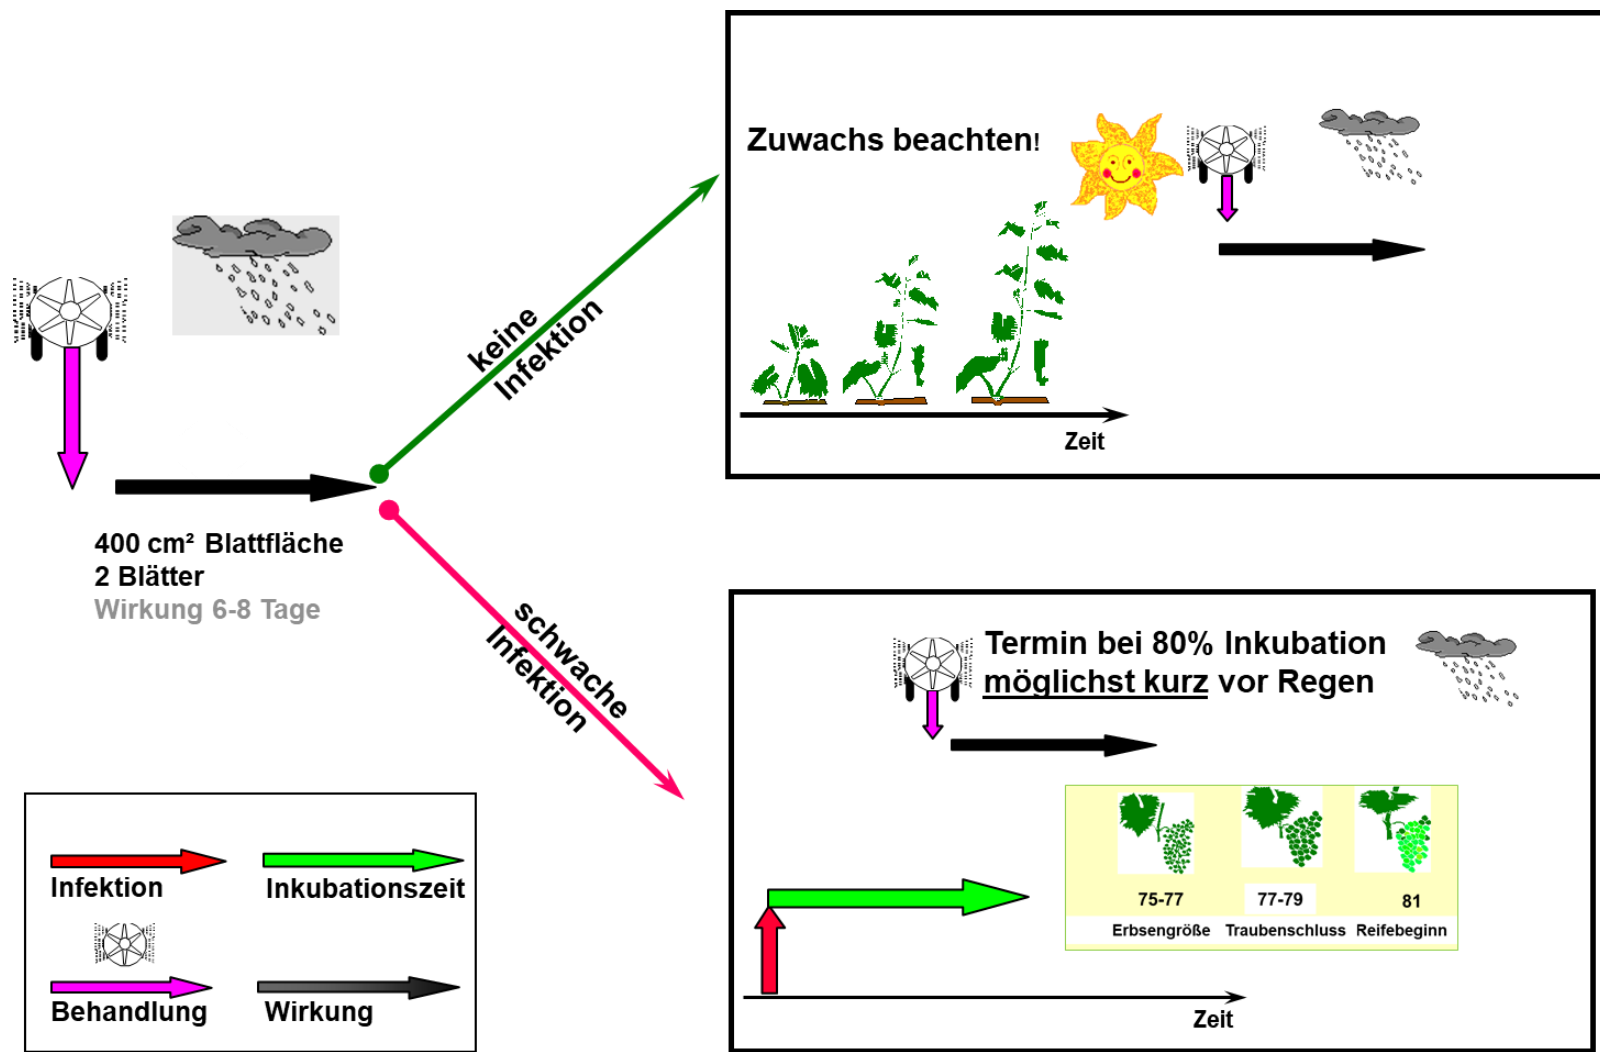 Zuwachs beachten!
Zeit
keine
Infektion
400 cm² Blattfläche
2 Blätter
Wirkung 6-8 Tage
schwache
Infektion
Termin bei 80% Inkubation
möglichst kurz vor Regen
75-77 77-79 81
Erbsengröße Traubenschluss Reifebeginn
Zeit
Infektion Inkubationszeit
Behandlung Wirkung